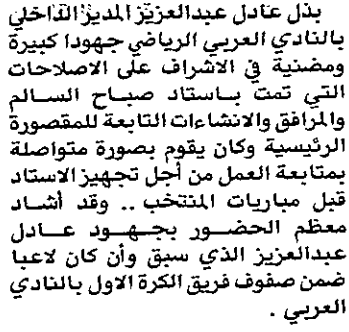 بذل عادل عبدالعزيز المدير الداخلي
بالنادي العربي الرياضي جهودا كبيرة
ومضنية في الاشراف على الاصلاحات
التي تمت باستاد صباح السالم
والمرافق والانشاءات التابعة للمقصورة
الرئيسية وكان يقوم بصورة متواصلة
بمتابعة العمل من أجل تجهيز الاستاد
قبل مباريات المنتخب .. وقد أشاد
معظم الحضور بجهود عادل
عبدالعزيز الذي سبق وأن كان لاعبا
ضمن صفوف فريق الكرة الاول بالنادي
العربي .